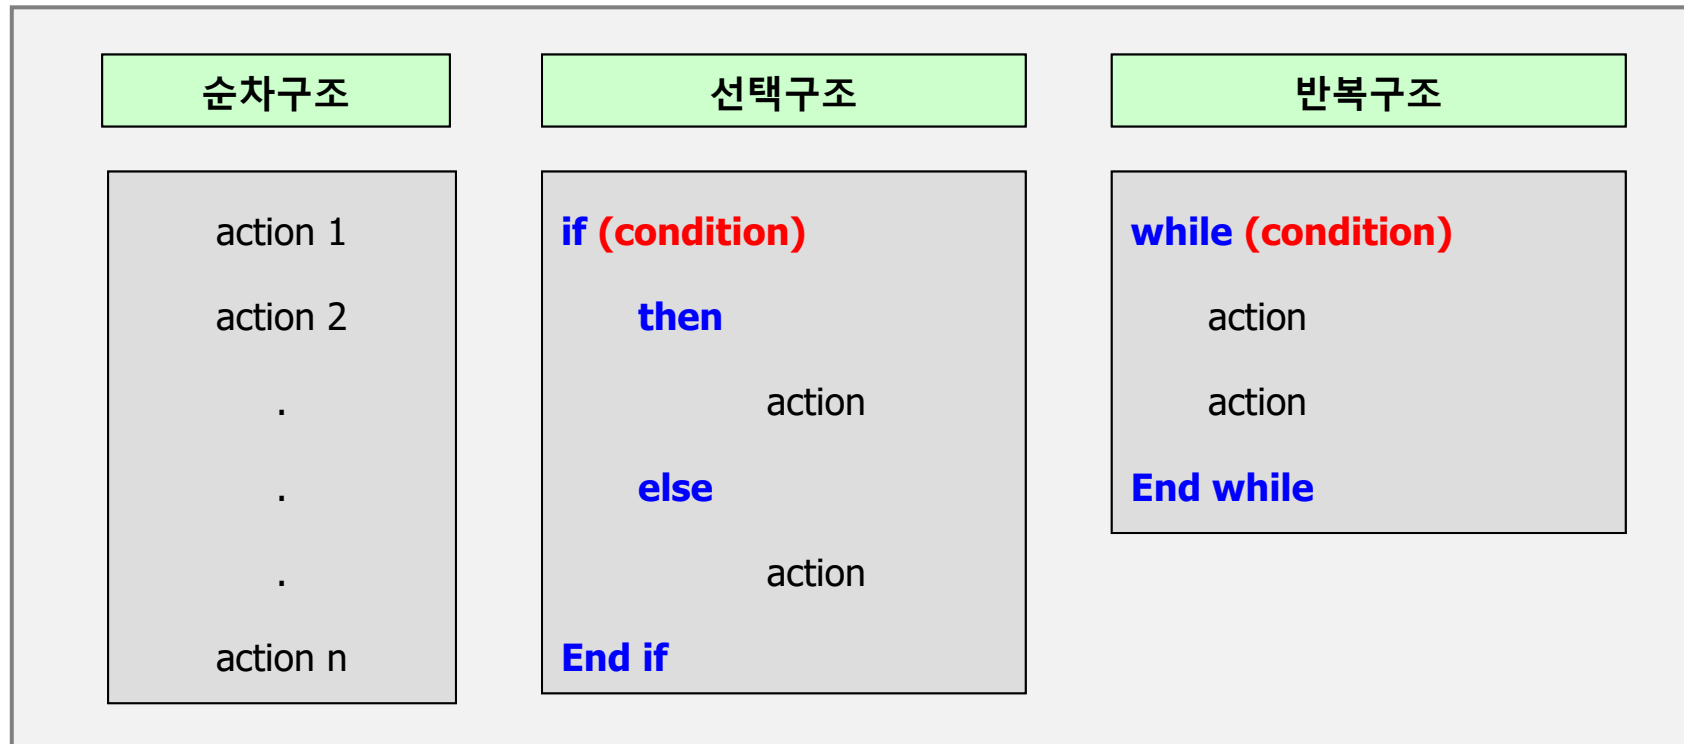 순차구조
action 1
action 2
.
.
.
action n
선택구조
if (condition)
then
action
else
action
End if
반복구조
while (condition)
action
action
End while